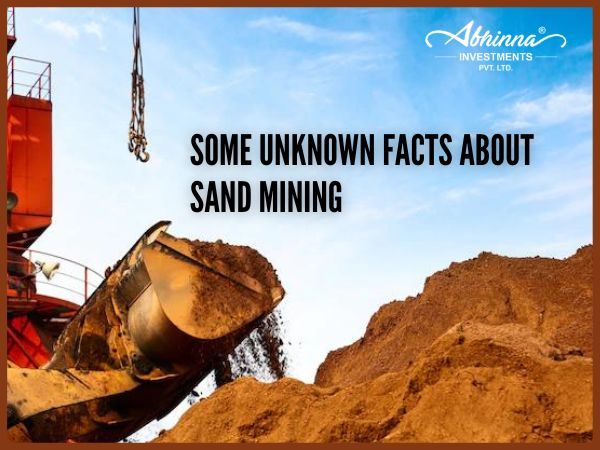 Abhinna®
INVESTMENTS
PVT. LTD.
SOME UNKNOWN FACTS ABOUT
SAND MINING